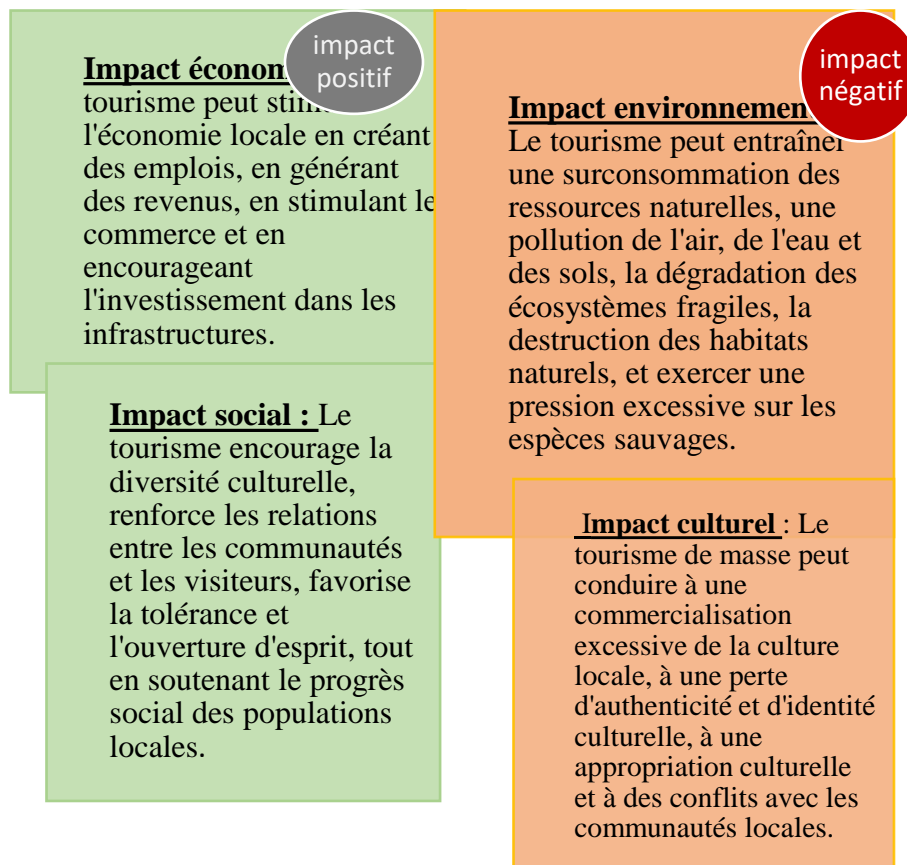 impact
positif
Impact économ
tourisme peut stim
l'économie locale en créant
des emplois, en générant
des revenus, en stimulant le
commerce et en
encourageant
l'investissement dans les
infrastructures.
Impact social : Le
tourisme encourage la
diversité culturelle,
renforce les relations
entre les communautés
et les visiteurs, favorise
la tolérance et
l'ouverture d'esprit, tout
en soutenant le progrès
social des populations
locales.
impact
négatif
Impact environnement
Le tourisme peut entraîner
une surconsommation des
ressources naturelles, une
pollution de l'air, de l'eau et
des sols, la dégradation des
écosystèmes fragiles, la
destruction des habitats
naturels, et exercer une
pression excessive sur les
espèces sauvages.
Impact culturel : Le
tourisme de masse peut
conduire à une
commercialisation
excessive de la culture
locale, à une perte
d'authenticité et d'identité
culturelle, à une
appropriation culturelle
et à des conflits avec les
communautés locales.